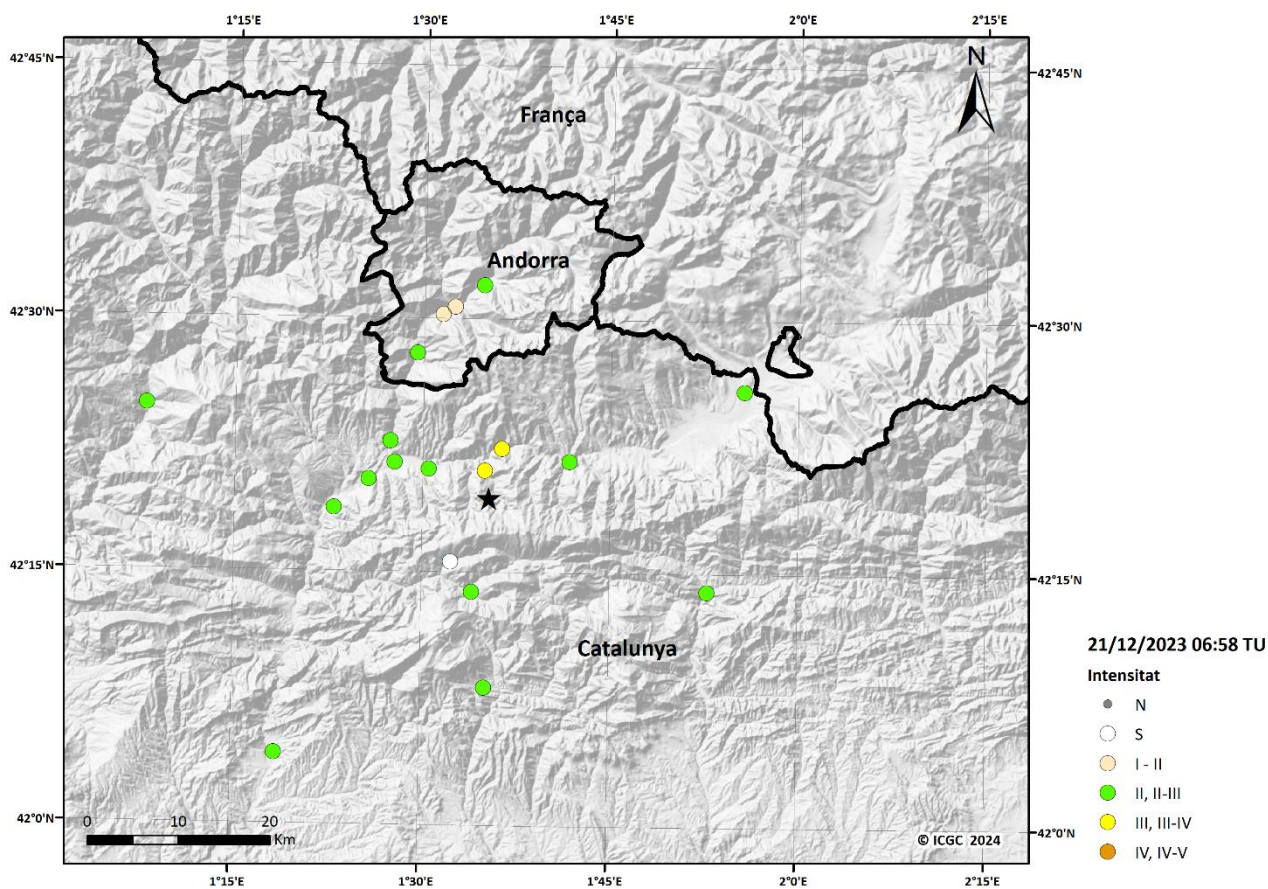 1°15'E 1°30'E 1°45'E 2°0'E 2°15'E
42°45'N 42°45'N
N
França
Andorra
42°30'N 42°30'N
42°15'N 42°15'N
Catalunya
21/12/2023 06:58 TU
Intensitat
N
S
I - II
II, II-III
III, III-IV
IV, IV-V
42°0'N 42°0'N
0 10 20
Km
© ICGC 2024
1°15'E 1°30'E 1°45'E 2°0'E 2°15'E